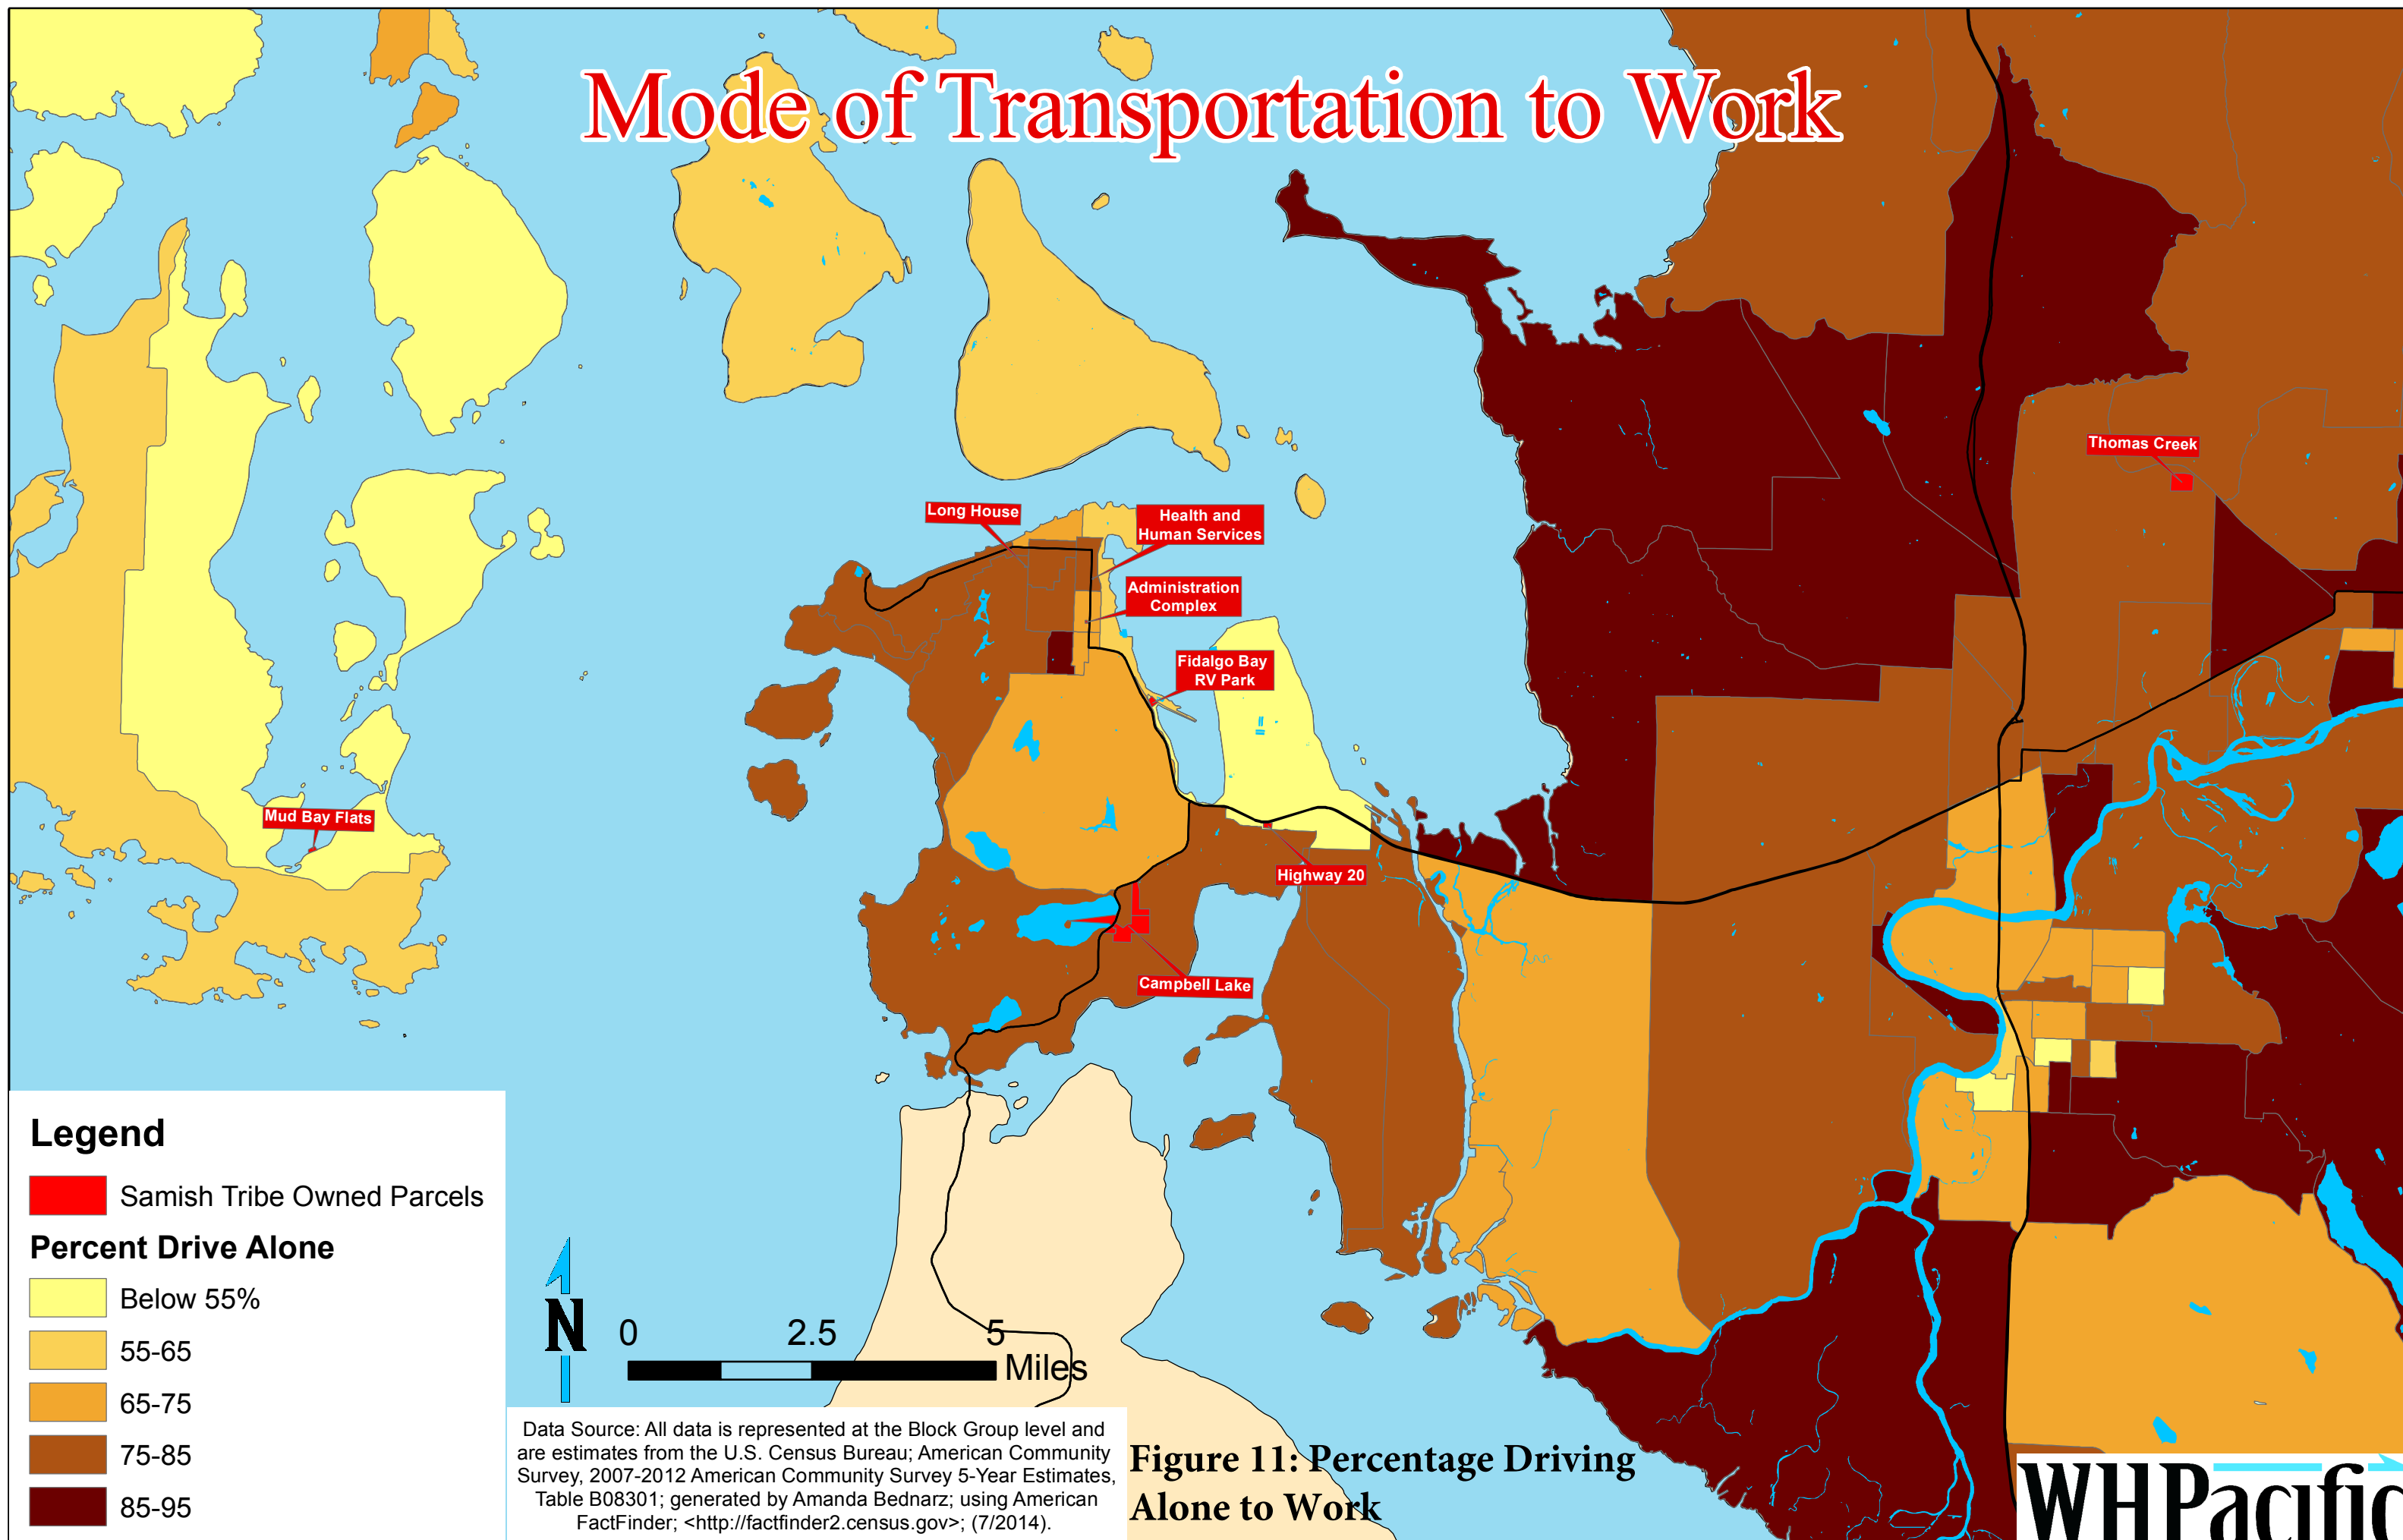 Mode of Transportation to Work
Thomas Creek
Long House
Health and
Human Services
Administration
Complex
Fidalgo Bay
RV Park
Mud Bay Flats
Highway 20
Campbell Lake
Legend
Samish Tribe Owned Parcels
Percent Drive Alone
Below 55%
55-65
65-75
75-85
85-95
N
0 2.5 5
Miles
Data Source: All data is represented at the Block Group level and
are estimates from the U.S. Census Bureau; American Community
Survey, 2007-2012 American Community Survey 5-Year Estimates,
Table B08301; generated by Amanda Bednarz; using American
FactFinder; <http://factfinder2.census.gov>; (7/2014).
Figure 11: Percentage Driving
Alone to Work
WHPacific